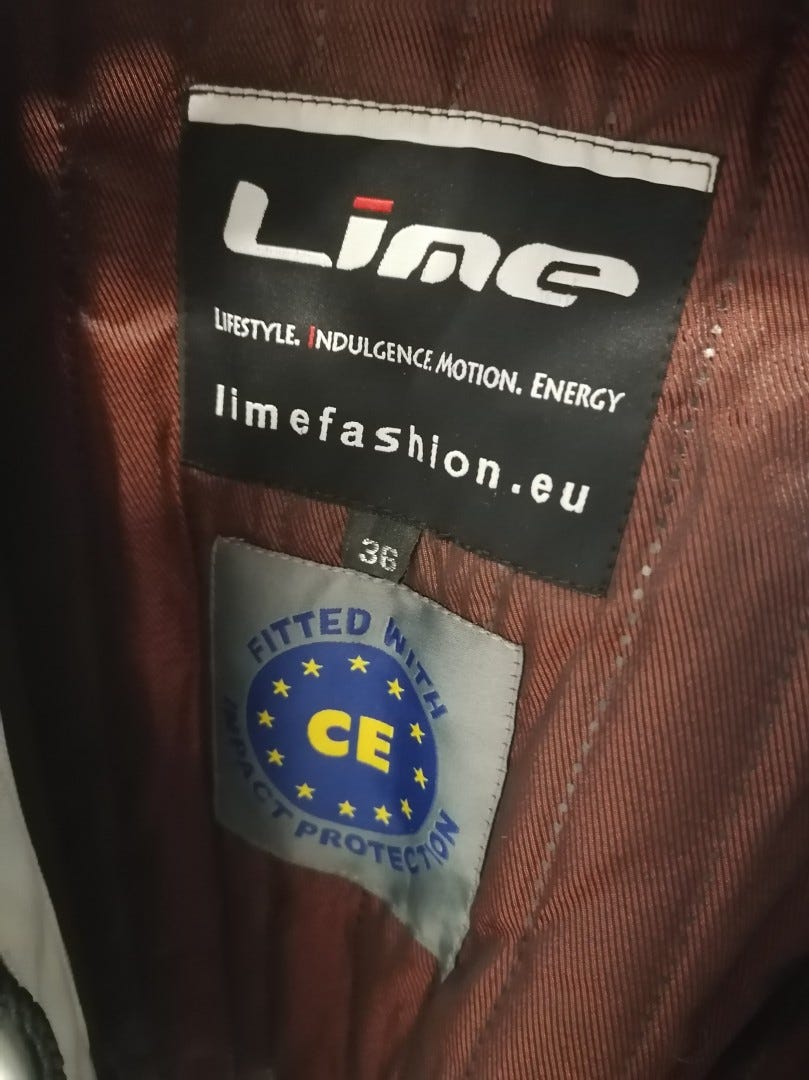 Lime
LIFESTYLE. INDULGENCE. MOTION. ENERGY
limefashion.eu
36
FITTED WITH
CE
IMPACT PROTECTION